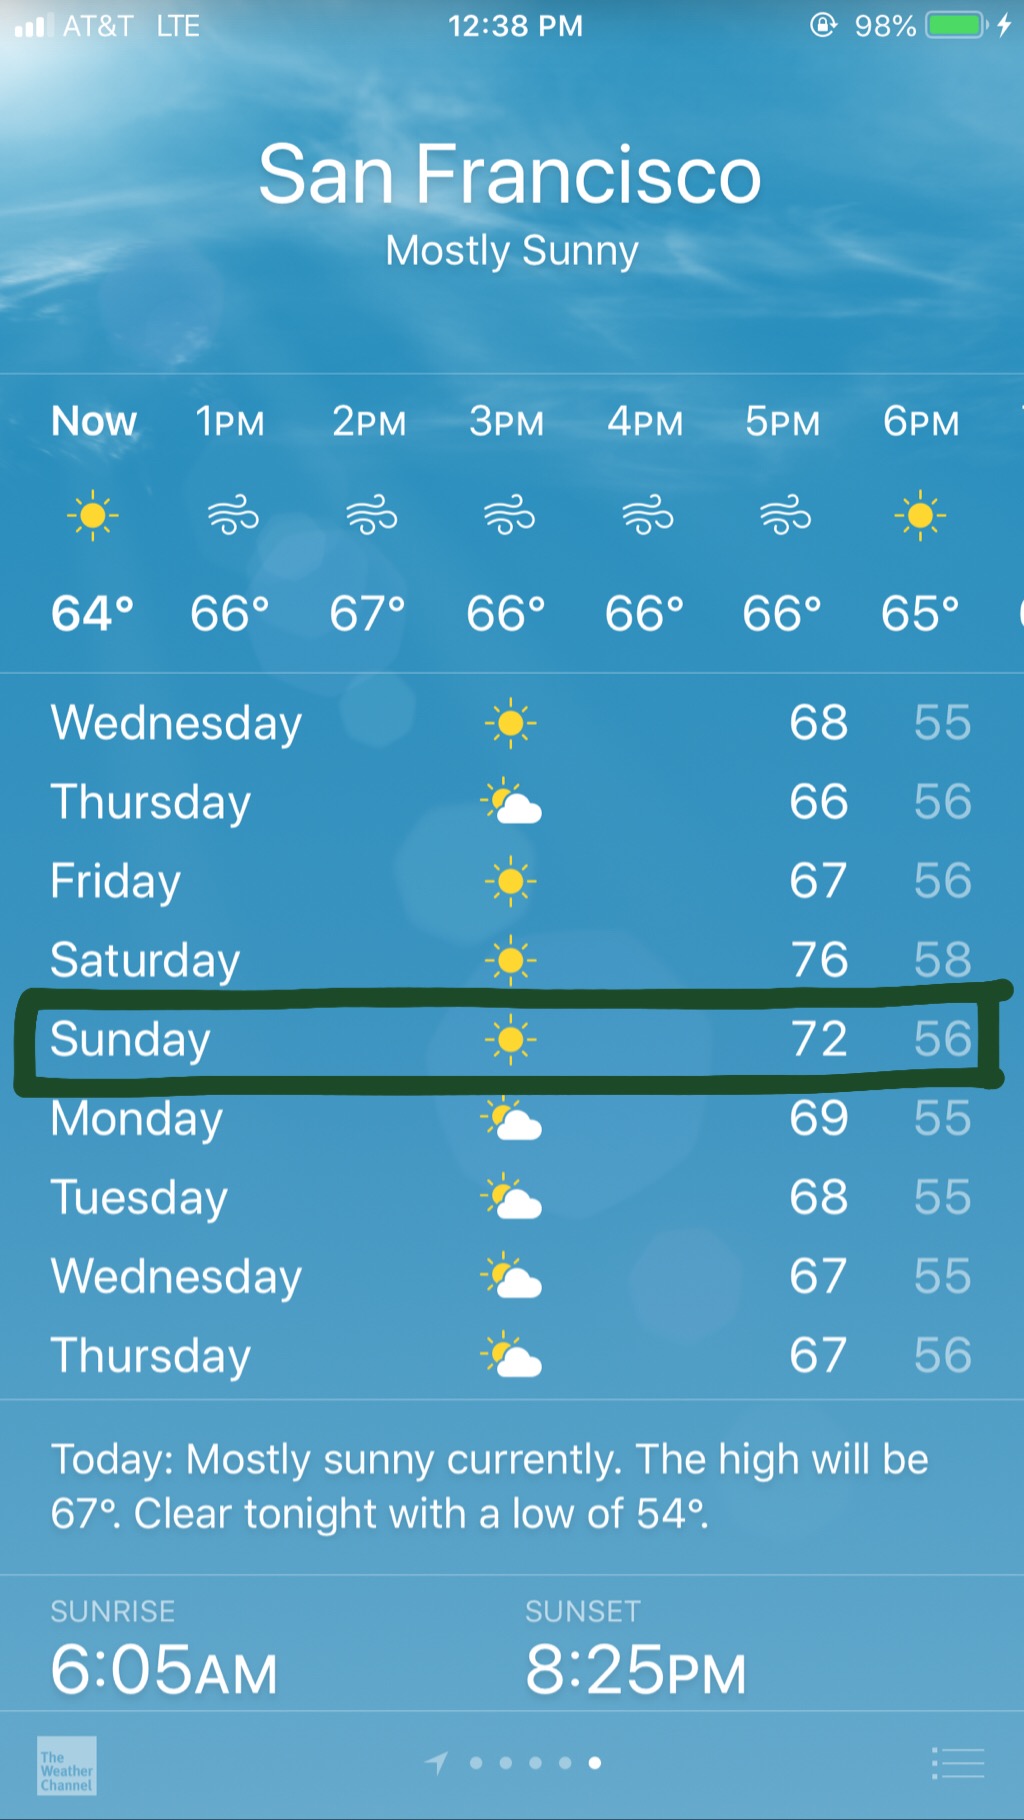 AT&T LTE 12:38 PM 98%
San Francisco
Mostly Sunny
Now 1PM 2PM 3PM 4PM 5PM 6PM
64° 66° 67° 66° 66° 66° 65°
Wednesday 68 55
Thursday 66 56
Friday 67 56
Saturday 76 58
Sunday 72 56
Monday 69 55
Tuesday 68 55
Wednesday 67 55
Thursday 67 56
Today: Mostly sunny currently. The high will be
67°. Clear tonight with a low of 54°.
SUNRISE SUNSET
6:05AM 8:25PM
The
Weather
Channel